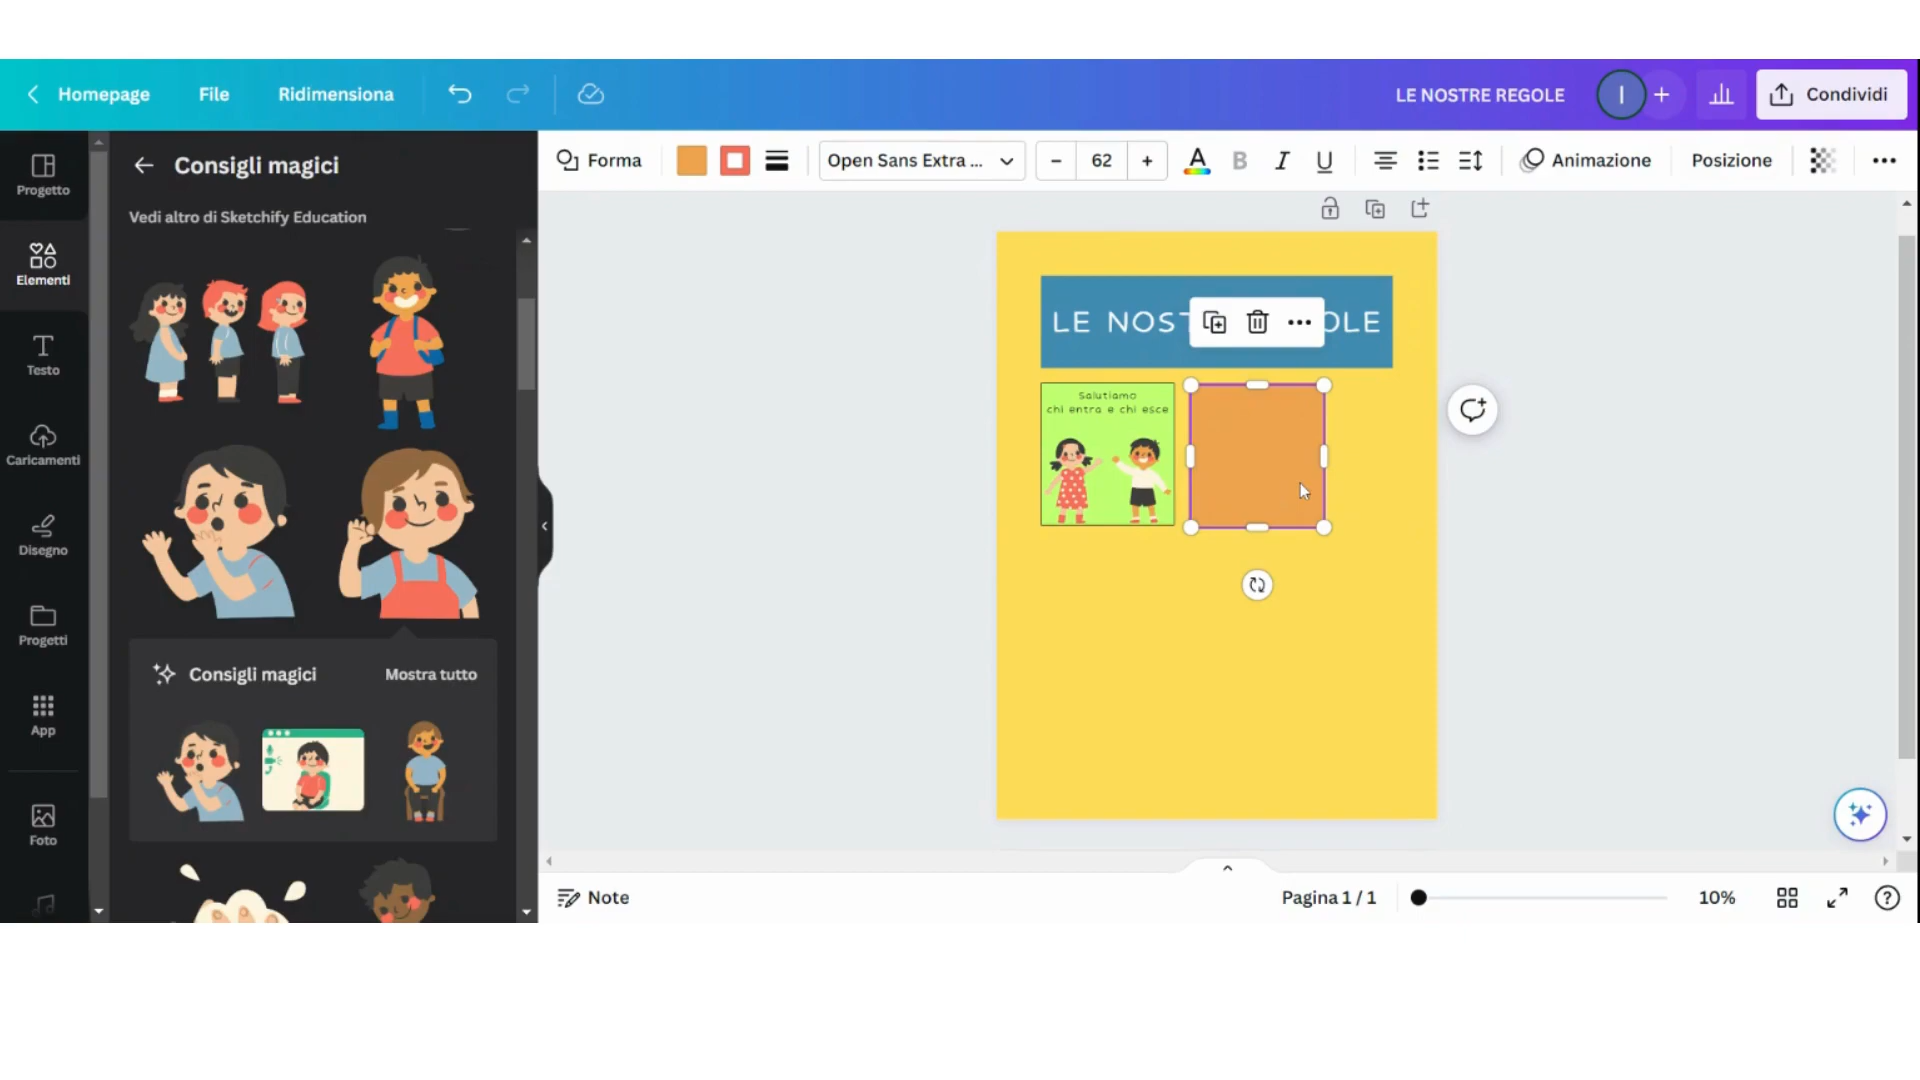 Homepage
File
Ridimensiona
LE NOSTRE REGOLE
I
Condividi
Progetto
Elementi
Testo
Caricamenti
Disegno
Progetti
App
Foto
Consigli magici
Vedi altro di Sketchify Education
Consigli magici
Mostra tutto
Forma
Open Sans Extra ...
62
A
B
I
U
Animazione
Posizione
LE NOST
OLE
Salutiamo
chi entra e chi esce
Note
Pagina 1 / 1
10%